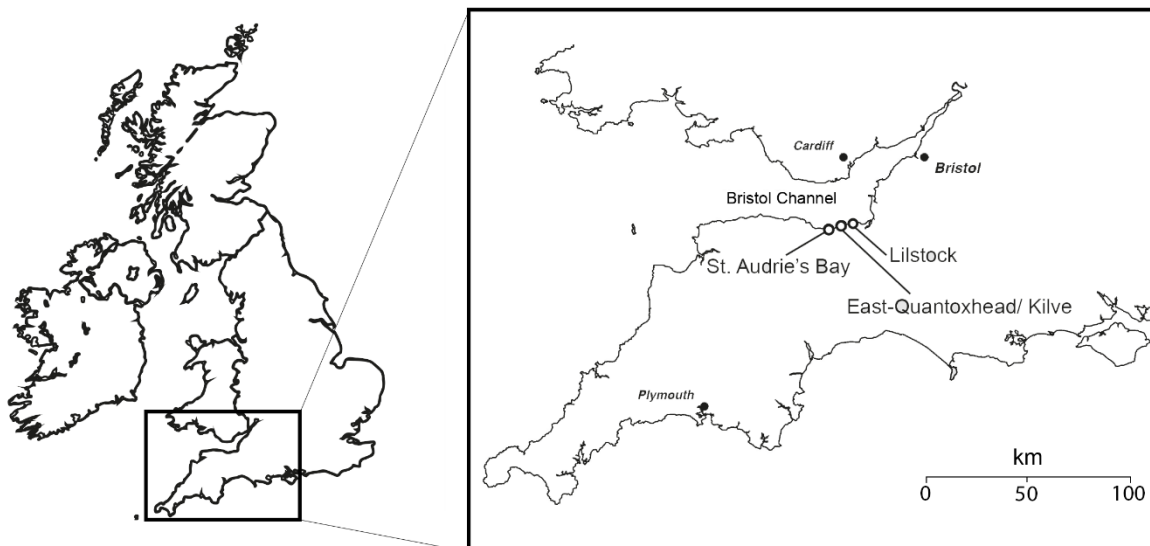 Cardiff
Bristol
Bristol Channel
St. Audrie's Bay
Lilstock
East-Quantoxhead/ Kilve
Plymouth
km
0 50 100